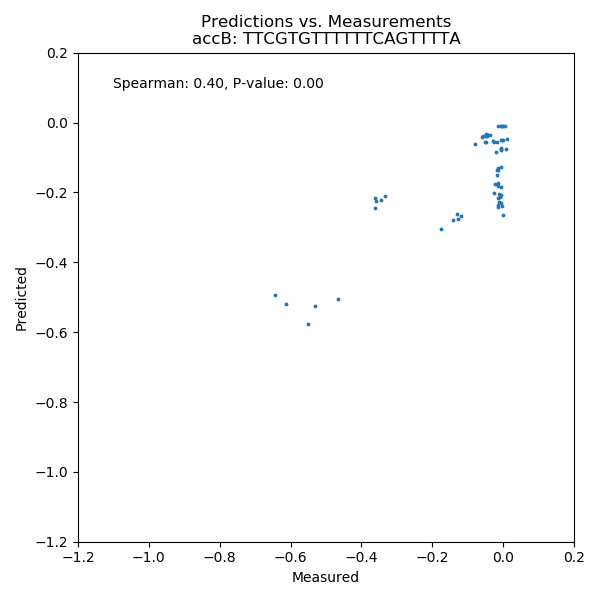 Predictions vs. Measurements
accB: TTCGTGTTTTTTCAGTTTTA
Spearman: 0.40, P-value: 0.00
0.2
0.0
−0.2
−0.4
−0.6
−0.8
−1.0
−1.2
Predicted
−1.2 −1.0 −0.8 −0.6 −0.4 −0.2 0.0 0.2
Measured